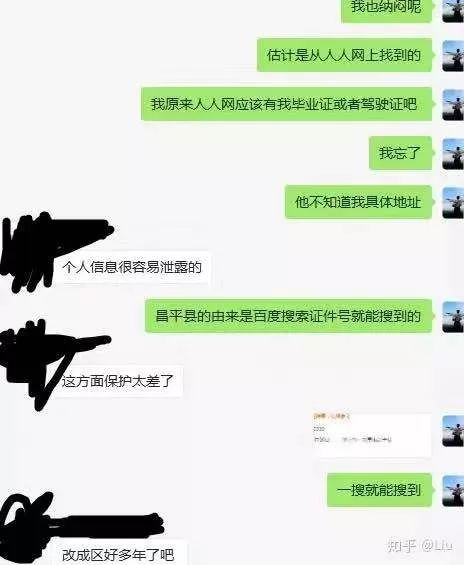 我也纳闷呢
估计是从人人网上找到的
我原来人人网应该有我毕业证或者驾驶证吧
我忘了
他不知道我具体地址
个人信息很容易泄露的
昌平县的由来是百度搜索证件号就能搜到的
这方面保护太差了
一搜就能搜到
改成区好多年了吧
知乎 @Liu